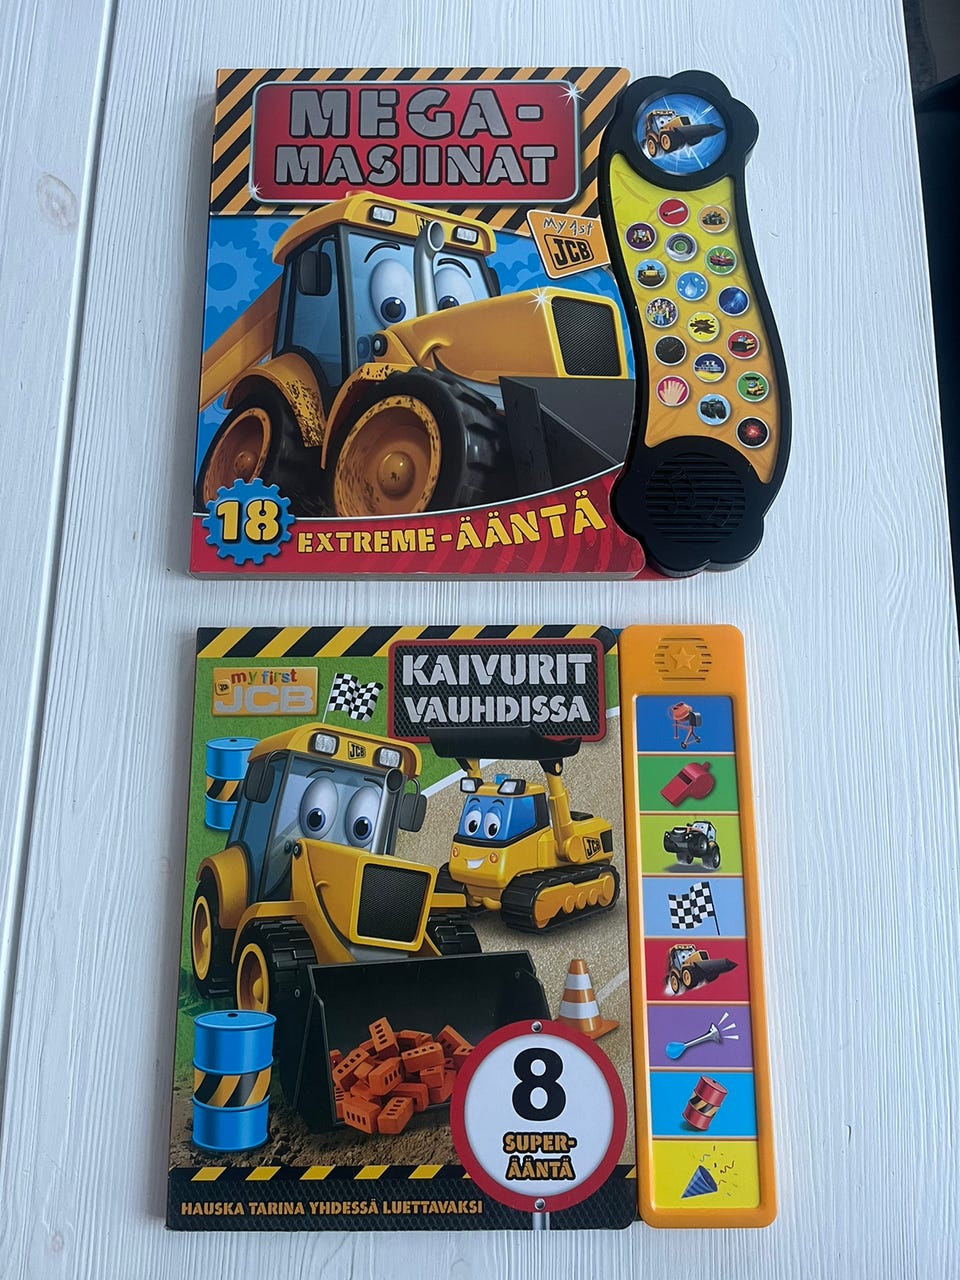 MEGA-
MASIINAT
My 1st
JCB
JCB
18
EXTREME-ÄÄNTÄ
my first
JCB
KAIVURIT
VAUHDISSA
JCB
JCB
8
SUPER-
ÄÄNTÄ
HAUSKA TARINA YHDESSÄ LUETTAVAKSI